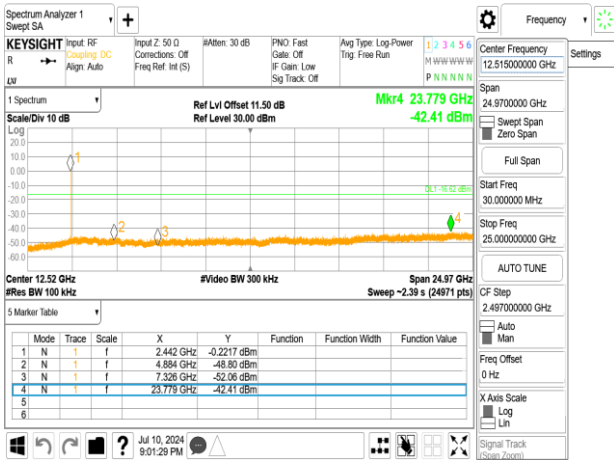 Spectrum Analyzer 1
Swept SA
+
Frequency
KEYSIGHT Input: RF
R
Coupling: DC
Align: Auto
LXI
Input Z: 50 Ω
Corrections: Off
Freq Ref: Int (S)
#Atten: 30 dB
PNO: Fast
Gate: Off
IF Gain: Low
Sig Track: Off
Avg Type: Log-Power
Trig: Free Run
1 2 3 4 5 6
M W W W W W
P N N N N N
1 Spectrum
Scale/Div 10 dB
Ref Lvl Offset 11.50 dB
Ref Level 30.00 dBm
Mkr4 23.779 GHz
-42.41 dBm
Log
20.0
10.0
0.00
-10.0
-20.0
-30.0
-40.0
-50.0
-60.0
1
2
3
4
DL1 -16.62 dBm
Center 12.52 GHz
#Res BW 100 kHz
#Video BW 300 kHz
Span 24.97 GHz
Sweep ~2.39 s (24971 pts)
5 Marker Table
Mode Trace Scale X Y Function Function Width Function Value
1 N 1 f 2.442 GHz -0.2217 dBm
2 N 1 f 4.884 GHz -48.80 dBm
3 N 1 f 7.326 GHz -52.06 dBm
4 N 1 f 23.779 GHz -42.41 dBm
5
6
?
Jul 10, 2024
9:01:29 PM
Center Frequency
12.515000000 GHz
Settings
Span
24.9700000 GHz
Swept Span
Zero Span
Full Span
Start Freq
30.000000 MHz
Stop Freq
25.000000000 GHz
AUTO TUNE
CF Step
2.497000000 GHz
Auto
Man
Freq Offset
0 Hz
X Axis Scale
Log
Lin
Signal Track
(Span Zoom)